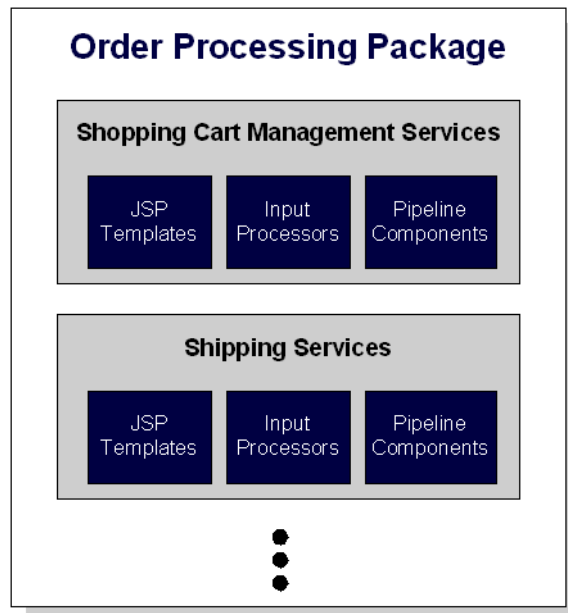 Order Processing Package
Shopping Cart Management Services
JSP
Templates
Input
Processors
Pipeline
Components
Shipping Services
JSP
Templates
Input
Processors
Pipeline
Components